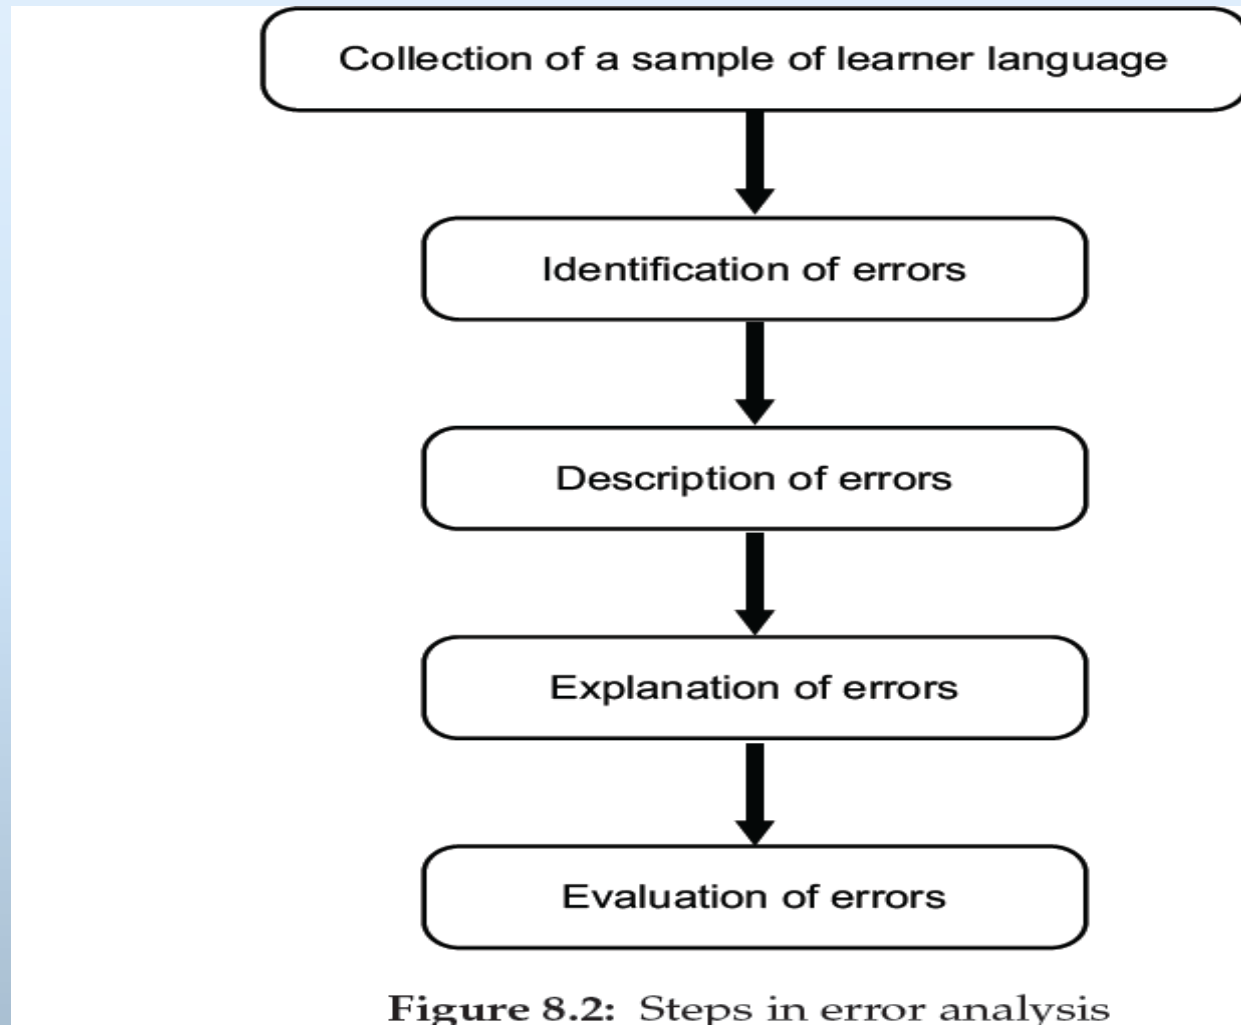 Collection of a sample of learner language
Identification of errors
Description of errors
Explanation of errors
Evaluation of errors
Figure 8.2: Steps in error analysis